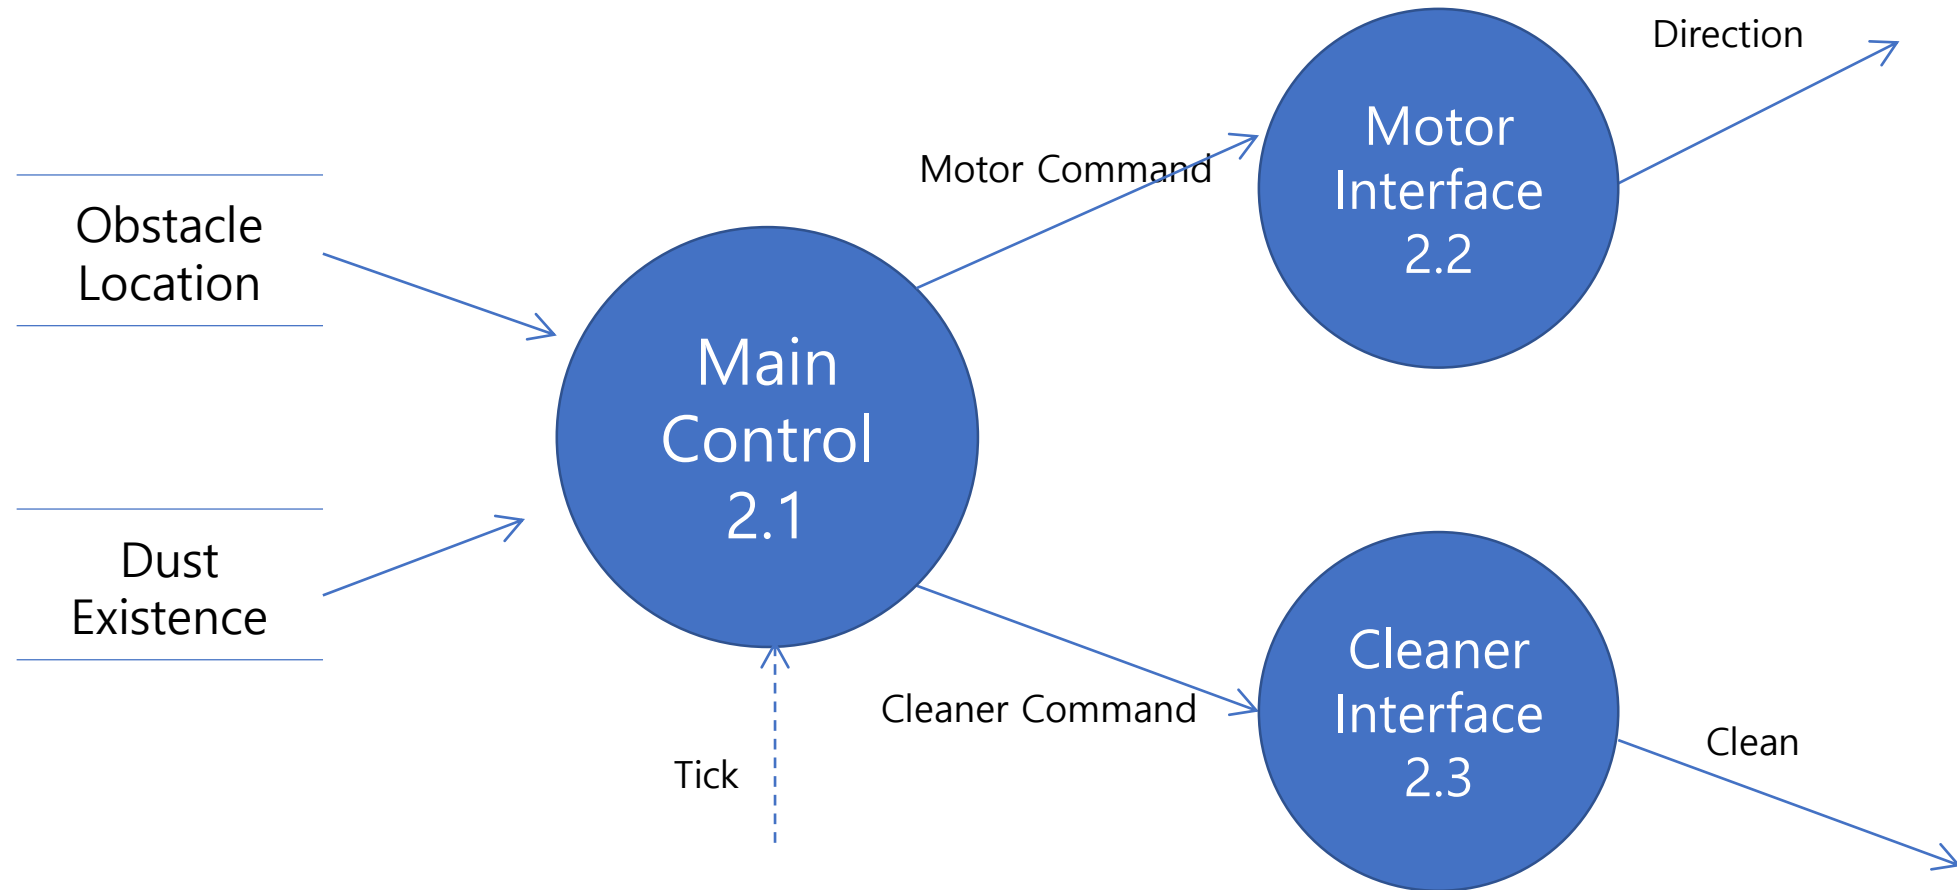 Obstacle
Location
Dust
Existence
Main
Control
2.1
Tick
Motor Command
Cleaner Command
Motor
Interface
2.2
Direction
Cleaner
Interface
2.3
Clean